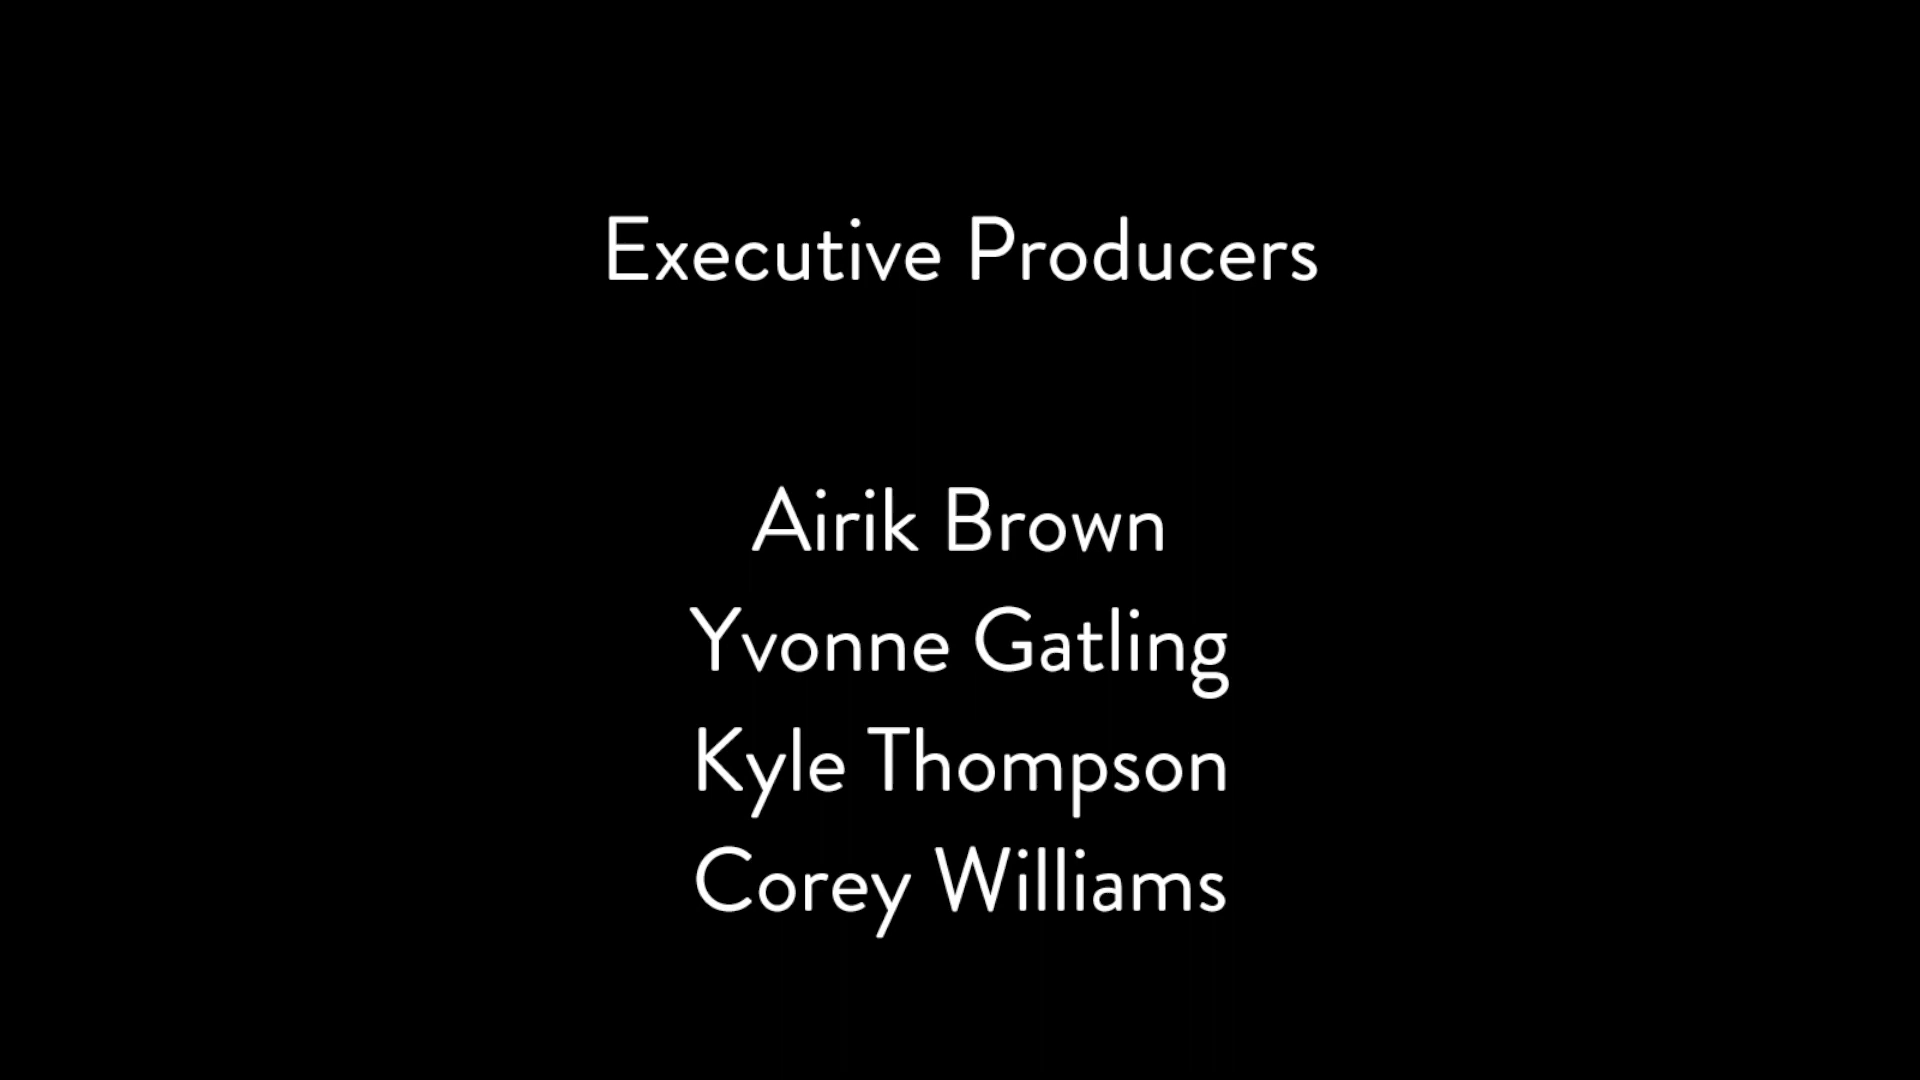 Executive Producers
Airik Brown
Yvonne Gatling
Kyle Thompson
Corey Williams